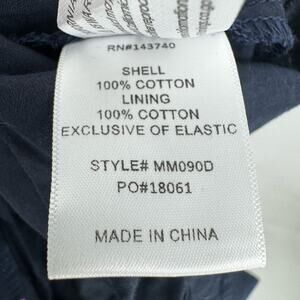 RN#143740
SHELL
100% COTTON
LINING
100% COTTON
EXCLUSIVE OF ELASTIC
STYLE# MM090D
PO#18061
MADE IN CHINA